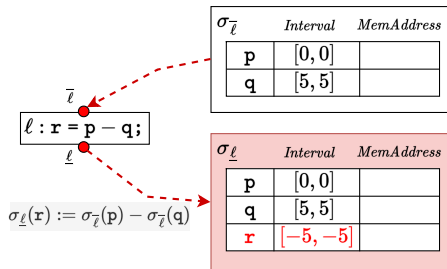 σ_ℓ̅ Interval MemAddress
p [0, 0]
q [5, 5]
ℓ̅
ℓ : r = p − q;
ℓ̲
σ_ℓ̲(r) := σ_ℓ̅(p) − σ_ℓ̅(q)
σ_ℓ̲ Interval MemAddress
p [0, 0]
q [5, 5]
r [−5, −5]